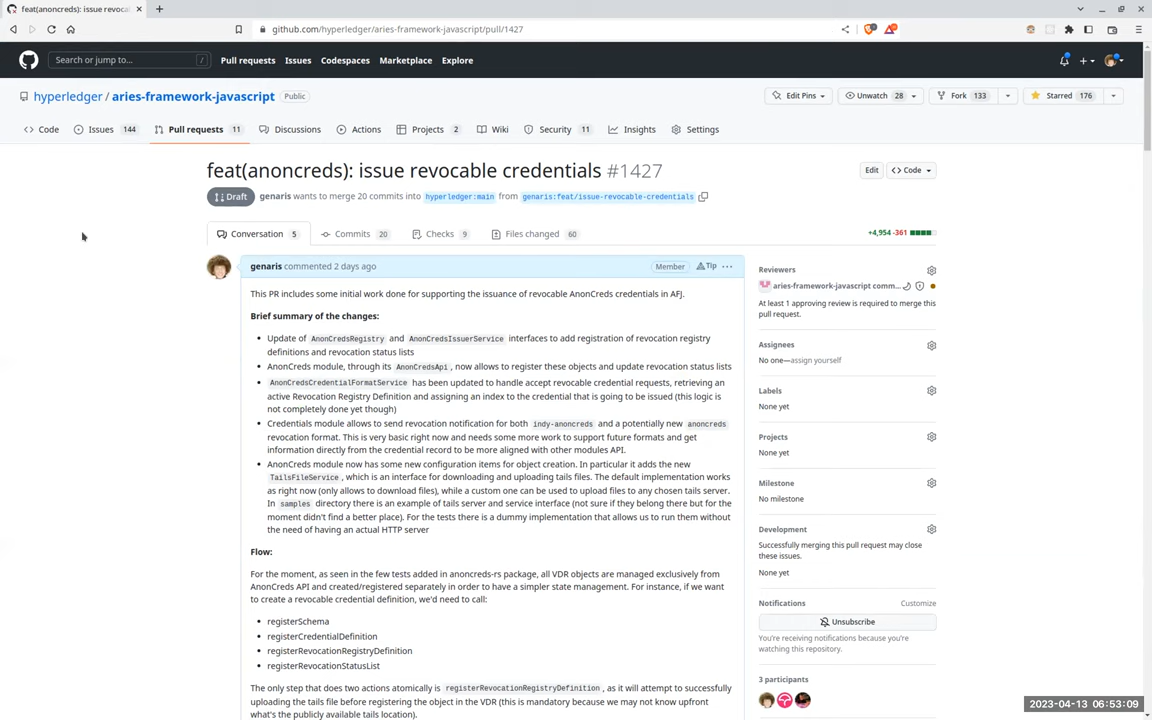 feat(anoncreds): issue revoca
github.com/hyperledger/aries-framework-javascript/pull/1427
Search or jump to...
/
Pull requests
Issues
Codespaces
Marketplace
Explore
hyperledger / aries-framework-javascript
Public
Edit Pins
Unwatch 28
Fork 133
Starred 176
Code
Issues 144
Pull requests 11
Discussions
Actions
Projects 2
Wiki
Security 11
Insights
Settings
feat(anoncreds): issue revocable credentials #1427
Edit
Code
Draft
genaris wants to merge 20 commits into hyperledger:main from genaris:feat/issue-revocable-credentials
Conversation 5
Commits 20
Checks 9
Files changed 60
+4,954 -361
genaris commented 2 days ago
Member
Tip
This PR includes some initial work done for supporting the issuance of revocable AnonCreds credentials in AFJ.
Brief summary of the changes:
• Update of AnonCredsRegistry and AnonCredsIssuerService interfaces to add registration of revocation registry
definitions and revocation status lists
• AnonCreds module, through its AnonCredsApi, now allows to register these objects and update revocation status lists
• AnonCredsCredentialFormatService has been updated to handle accept revocable credential requests, retrieving an
active Revocation Registry Definition and assigning an index to the credential that is going to be issued (this logic is
not completely done yet though)
• Credentials module allows to send revocation notification for both indy-anoncreds and a potentially new anoncreds
revocation format. This is very basic right now and needs some more work to support future formats and get
information directly from the credential record to be more aligned with other modules API.
• AnonCreds module now has some new configuration items for object creation. In particular it adds the new
TailsFileService, which is an interface for downloading and uploading tails files. The default implementation works
as right now (only allows to download files), while a custom one can be used to upload files to any chosen tails server.
In samples directory there is an example of tails server and service interface (not sure if they belong there but for the
moment didn't find a better place). For the tests there is a dummy implementation that allows us to run them without
the need of having an actual HTTP server
Flow:
For the moment, as seen in the few tests added in anoncreds-rs package, all VDR objects are managed exclusively from
AnonCreds API and created/registered separately in order to have a simpler state management. For instance, if we want
to create a revocable credential definition, we'd need to call:
• registerSchema
• registerCredentialDefinition
• registerRevocationRegistryDefinition
• registerRevocationStatusList
The only step that does two actions atomically is registerRevocationRegistryDefinition, as it will attempt to successfully
uploading the tails file before registering the object in the VDR (this is mandatory because we may not know upfront
what's the publicly available tails location).
Reviewers
aries-framework-javascript comm...
At least 1 approving review is required to merge this
pull request.
Assignees
No one—assign yourself
Labels
None yet
Projects
None yet
Milestone
No milestone
Development
Successfully merging this pull request may close
these issues.
None yet
Notifications
Customize
Unsubscribe
You're receiving notifications because you're
watching this repository.
3 participants
2023-04-13 06:53:09